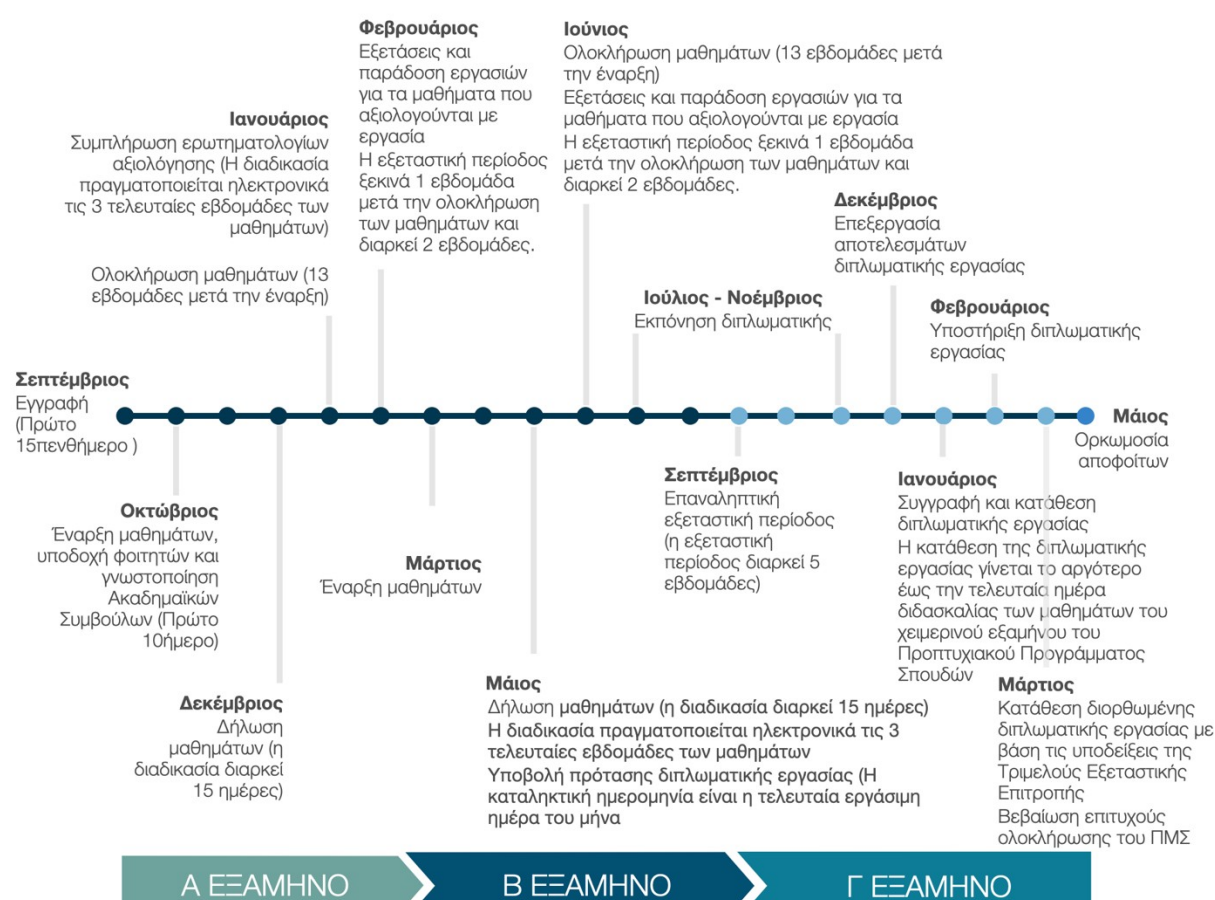 Φεβρουάριος
Εξετάσεις και
παράδοση εργασιών
για τα μαθήματα που
αξιολογούνται με
εργασία
Η εξεταστική περίοδος
ξεκινά 1 εβδομάδα
μετά την ολοκλήρωση
των μαθημάτων και
διαρκεί 2 εβδομάδες.
Ιούνιος
Ολοκλήρωση μαθημάτων (13 εβδομάδες μετά
την έναρξη)
Εξετάσεις και παράδοση εργασιών για τα
μαθήματα που αξιολογούνται με εργασία
Η εξεταστική περίοδος ξεκινά 1 εβδομάδα
μετά την ολοκλήρωση των μαθημάτων και
διαρκεί 2 εβδομάδες.
Ιανουάριος
Συμπλήρωση ερωτηματολογίων
αξιολόγησης (Η διαδικασία
πραγματοποιείται ηλεκτρονικά
τις 3 τελευταίες εβδομάδες των
μαθημάτων)
Ολοκλήρωση μαθημάτων (13
εβδομάδες μετά την έναρξη)
Δεκέμβριος
Επεξεργασία
αποτελεσμάτων
διπλωματικής εργασίας
Ιούλιος - Νοέμβριος
Εκπόνηση διπλωματικής
Φεβρουάριος
Υποστήριξη διπλωματικής
εργασίας
Σεπτέμβριος
Εγγραφή
(Πρώτο
15πενθήμερο )
Μάιος
Ορκωμοσία
αποφοίτων
Οκτώβριος
Έναρξη μαθημάτων,
υποδοχή φοιτητών και
γνωστοποίηση
Ακαδημαϊκών
Συμβούλων (Πρώτο
10ήμερο)
Μάρτιος
Έναρξη μαθημάτων
Σεπτέμβριος
Επαναληπτική
εξεταστική περίοδος
(η εξεταστική
περίοδος διαρκεί 5
εβδομάδες)
Ιανουάριος
Συγγραφή και κατάθεση
διπλωματικής εργασίας
Η κατάθεση της διπλωματικής
εργασίας γίνεται το αργότερο
έως την τελευταία ημέρα
διδασκαλίας των μαθημάτων του
χειμερινού εξαμήνου του
Προπτυχιακού Προγράμματος
Σπουδών
Δεκέμβριος
Δήλωση
μαθημάτων (η
διαδικασία διαρκεί
15 ημέρες)
Μάιος
Δήλωση μαθημάτων (η διαδικασία διαρκεί 15 ημέρες)
Η διαδικασία πραγματοποιείται ηλεκτρονικά τις 3
τελευταίες εβδομάδες των μαθημάτων
Υποβολή πρότασης διπλωματικής εργασίας (Η
καταληκτική ημερομηνία είναι η τελευταία εργάσιμη
ημέρα του μήνα
Μάρτιος
Κατάθεση διορθωμένης
διπλωματικής εργασίας με
βάση τις υποδείξεις της
Τριμελούς Εξεταστικής
Επιτροπής
Βεβαίωση επιτυχούς
ολοκλήρωσης του ΠΜΣ
Α ΕΞΑΜΗΝΟ
Β ΕΞΑΜΗΝΟ
Γ ΕΞΑΜΗΝΟ